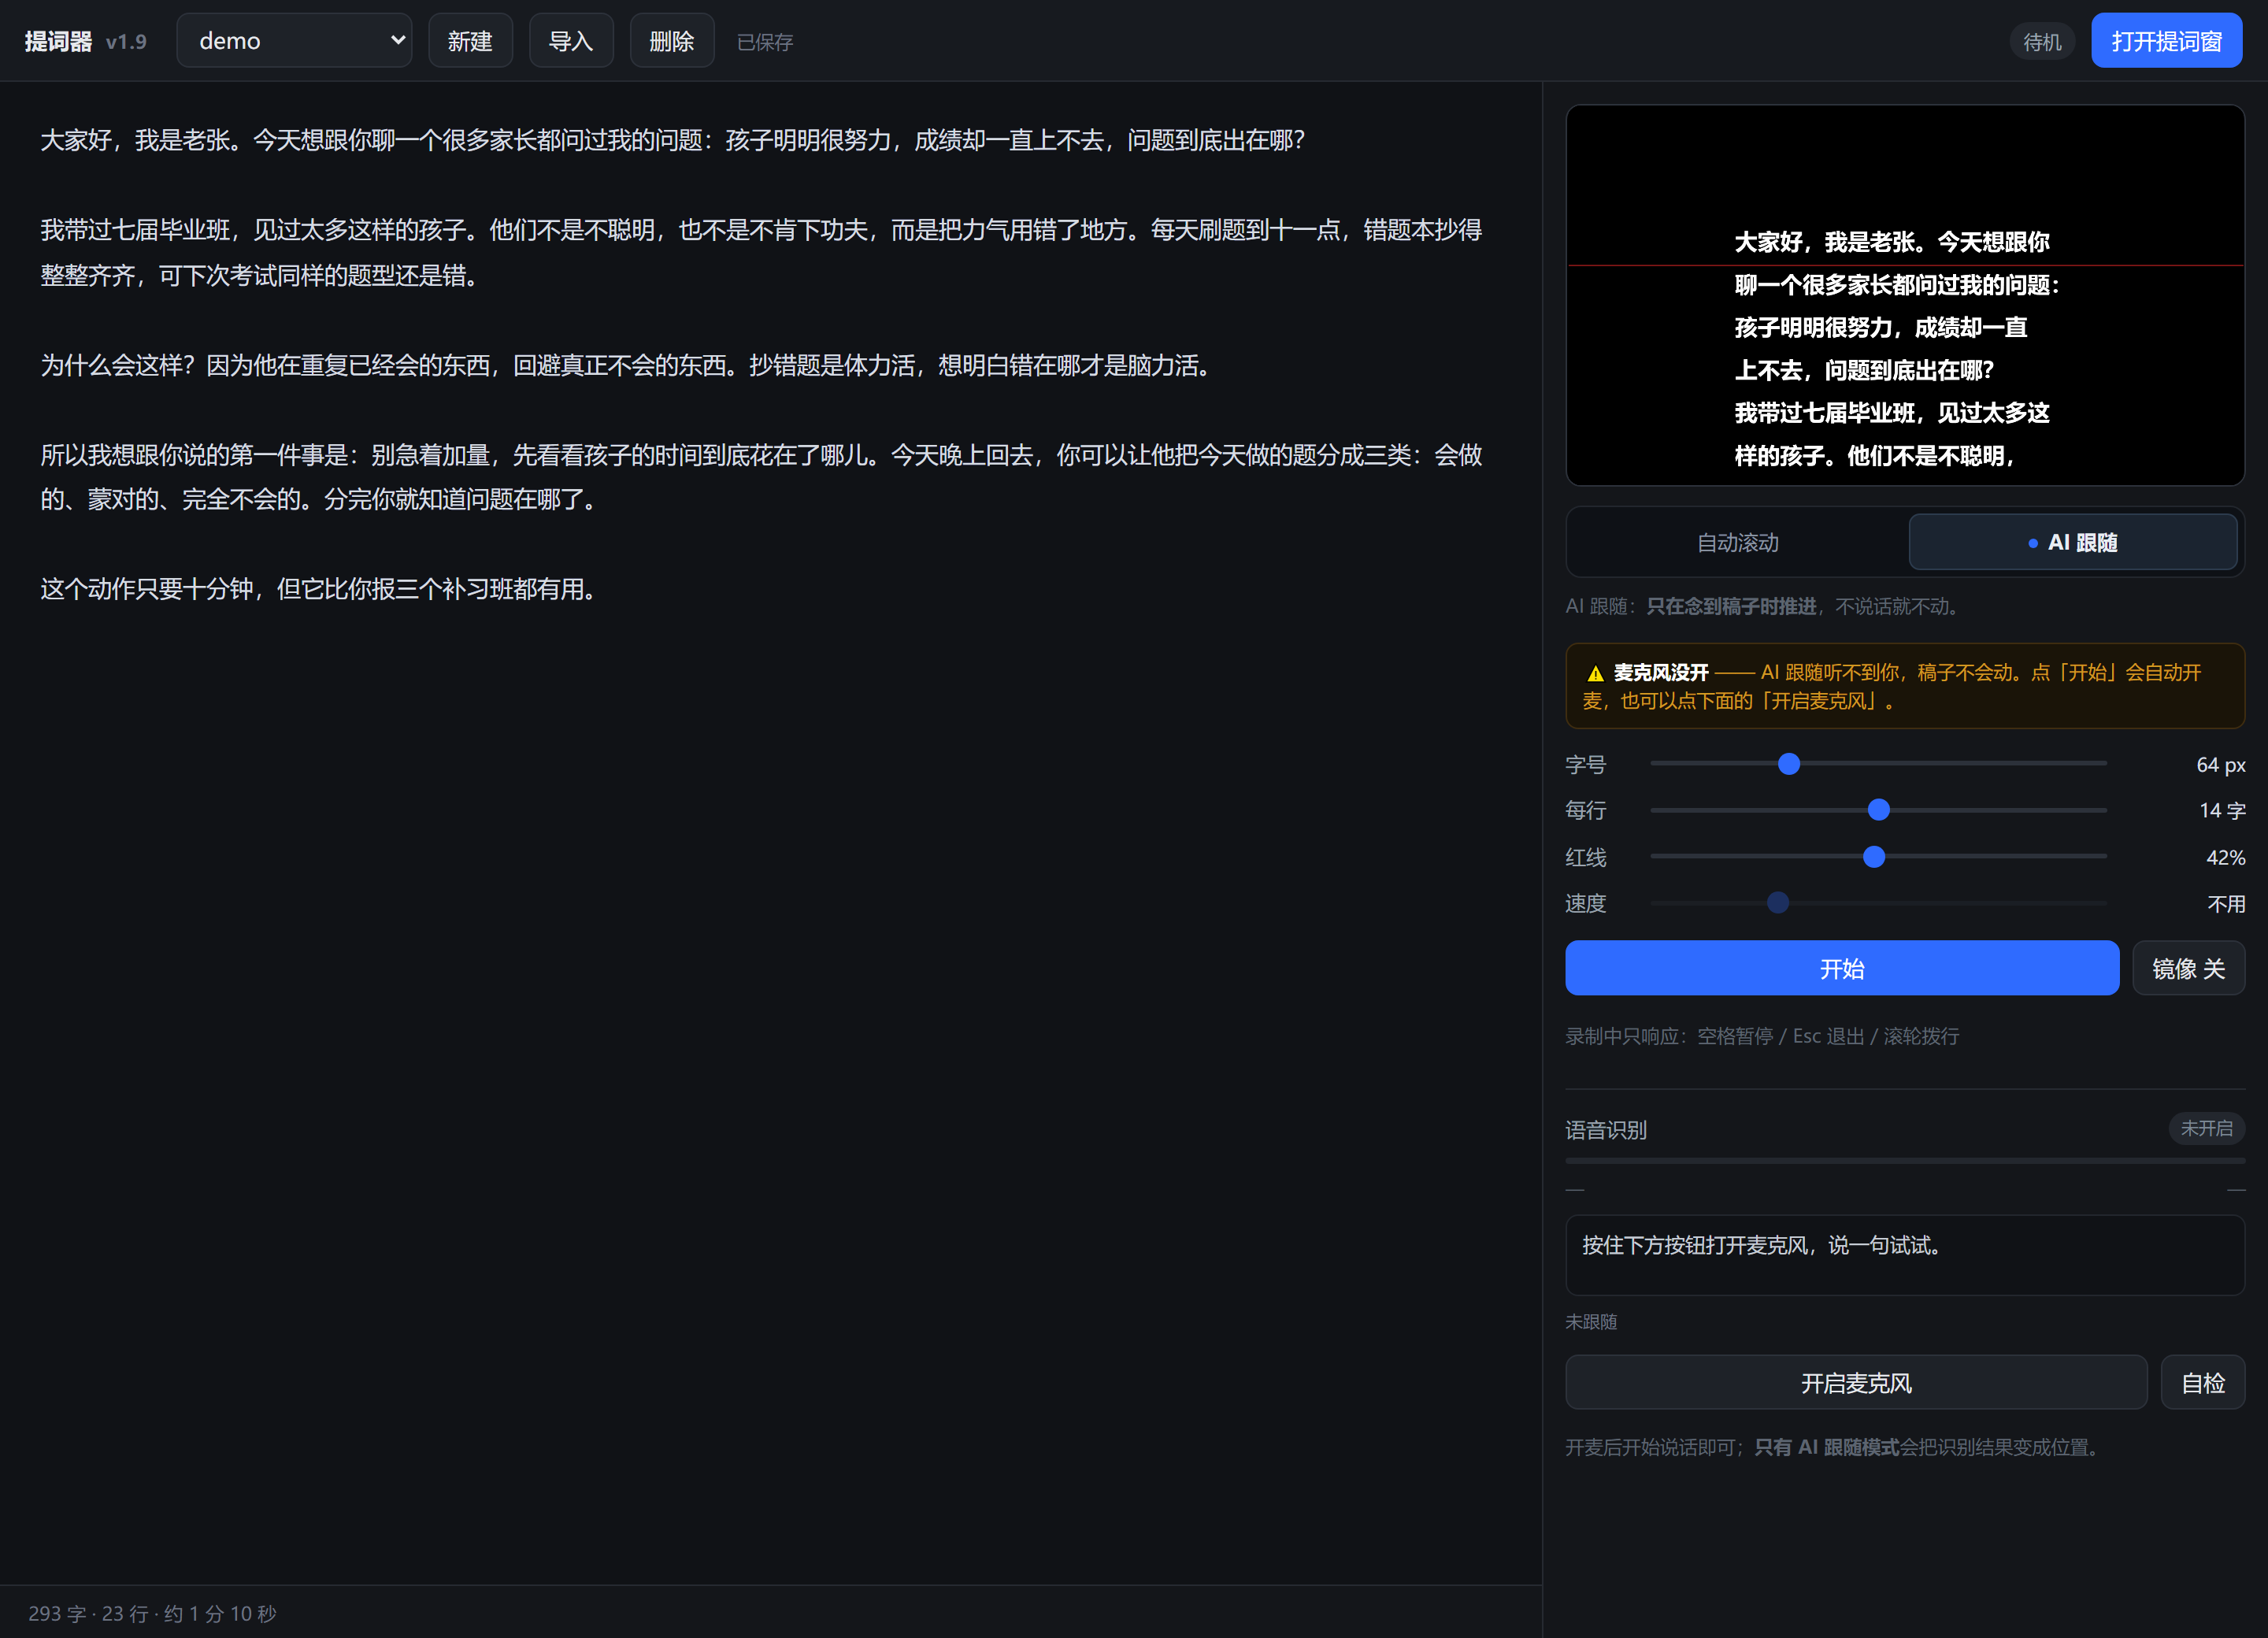 提词器 v1.9 demo 新建 导入 删除 已保存 待机 打开提词窗
大家好，我是老张。今天想跟你聊一个很多家长都问过我的问题：孩子明明很努力，成绩却一直上不去，问题到底出在哪？
我带过七届毕业班，见过太多这样的孩子。他们不是不聪明，也不是不肯下功夫，而是把力气用错了地方。每天刷题到十一点，错题本抄得
整整齐齐，可下次考试同样的题型还是错。
为什么会这样？因为他在重复已经会的东西，回避真正不会的东西。抄错题是体力活，想明白错在哪才是脑力活。
所以我想跟你说的第一件事是：别急着加量，先看看孩子的时间到底花在了哪儿。今天晚上回去，你可以让他把今天做的题分成三类：会做
的、蒙对的、完全不会的。分完你就知道问题在哪了。
这个动作只要十分钟，但它比你报三个补习班都有用。
293 字 · 23 行 · 约 1 分 10 秒
大家好，我是老张。今天想跟你
聊一个很多家长都问过我的问题：
孩子明明很努力，成绩却一直
上不去，问题到底出在哪？
我带过七届毕业班，见过太多这
样的孩子。他们不是不聪明，
自动滚动 AI 跟随
AI 跟随：只在念到稿子时推进，不说话就不动。
麦克风没开 —— AI 跟随听不到你，稿子不会动。点「开始」会自动开
麦，也可以点下面的「开启麦克风」。
字号 64 px
每行 14 字
红线 42%
速度 不用
开始 镜像 关
录制中只响应：空格暂停 / Esc 退出 / 滚轮拨行
语音识别 未开启
— —
按住下方按钮打开麦克风，说一句试试。
未跟随
开启麦克风 自检
开麦后开始说话即可；只有 AI 跟随模式会把识别结果变成位置。